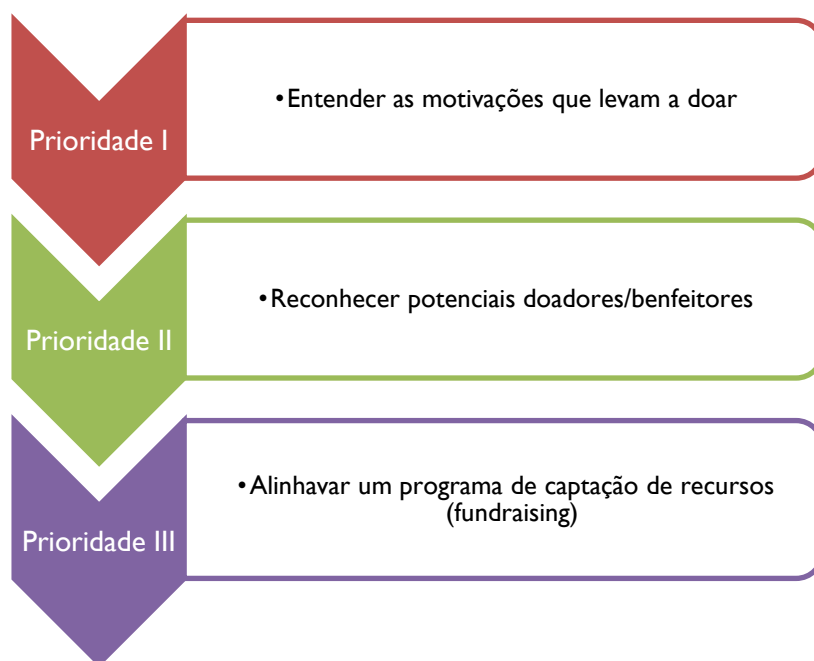 Prioridade I
•Entender as motivações que levam a doar
Prioridade II
•Reconhecer potenciais doadores/benfeitores
Prioridade III
•Alinhavar um programa de captação de recursos
(fundraising)